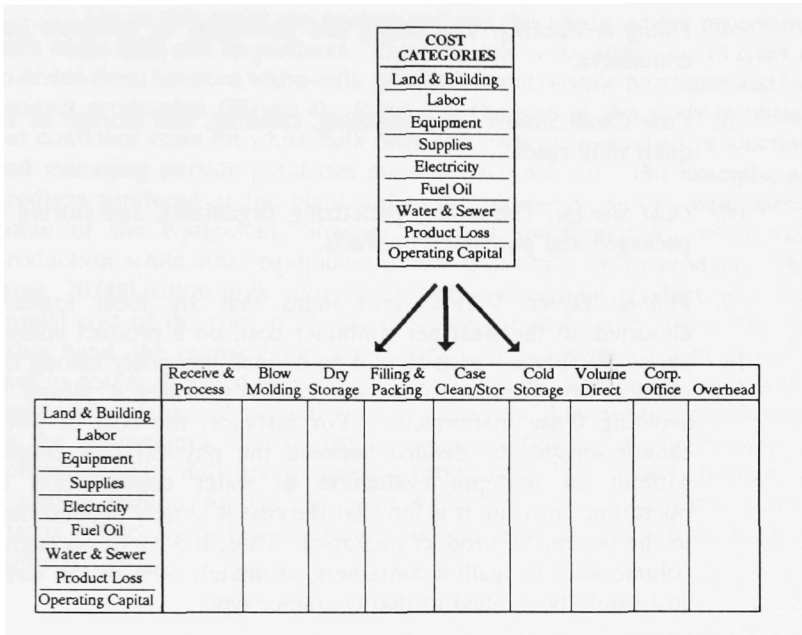 COST
CATEGORIES
Land & Building
Labor
Equipment
Supplies
Electricity
Fuel Oil
Water & Sewer
Product Loss
Operating Capital
Receive & Process
Blow Molding
Dry Storage
Filling & Packing
Case Clean/Stor
Cold Storage
Volume Direct
Corp. Office
Overhead
Land & Building
Labor
Equipment
Supplies
Electricity
Fuel Oil
Water & Sewer
Product Loss
Operating Capital